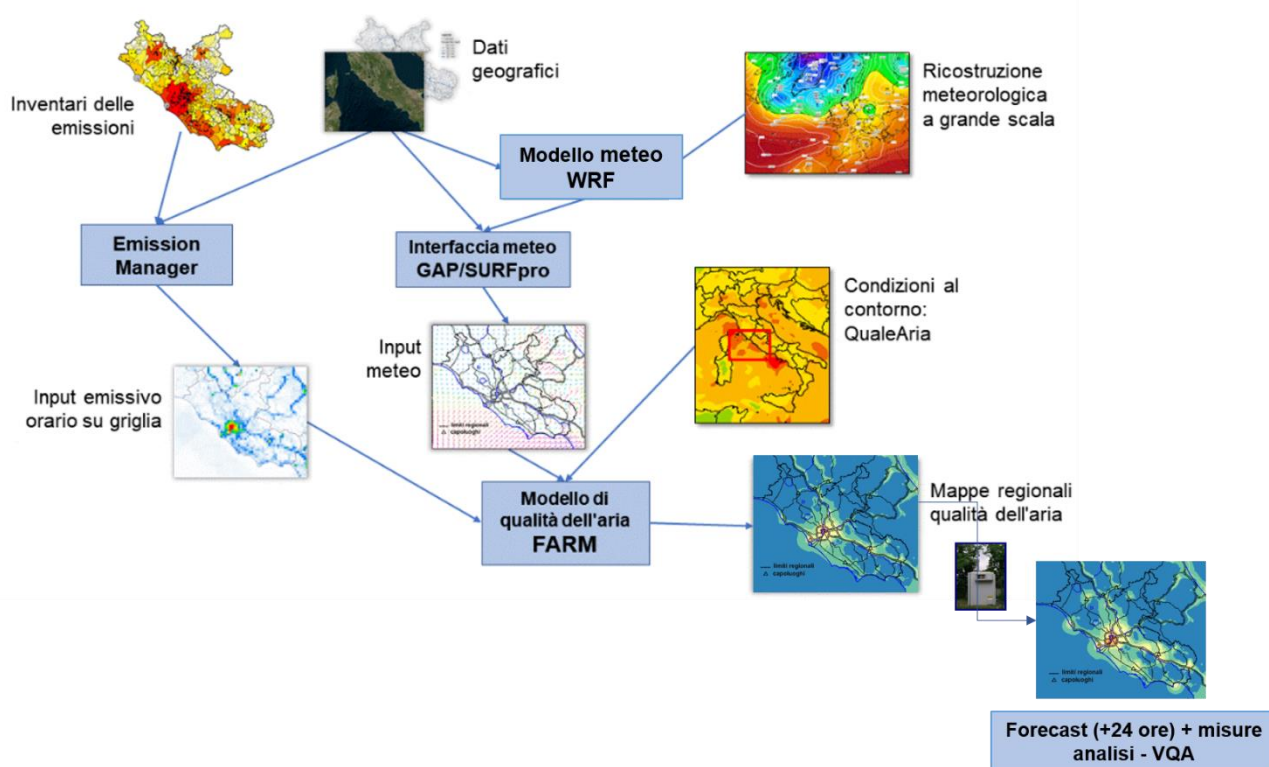 Inventari delle
emissioni
Dati
geografici
Ricostruzione
meteorologica
a grande scala
Modello meteo
WRF
Emission
Manager
Interfaccia meteo
GAP/SURFpro
Condizioni al
contorno:
QualeAria
Input
meteo
limiti regionali
capoluoghi
Input emissivo
orario su griglia
Modello di
qualità dell'aria
FARM
Mappe regionali
qualità dell'aria
limiti regionali
capoluoghi
limiti regionali
capoluoghi
Forecast (+24 ore) + misure
analisi - VQA